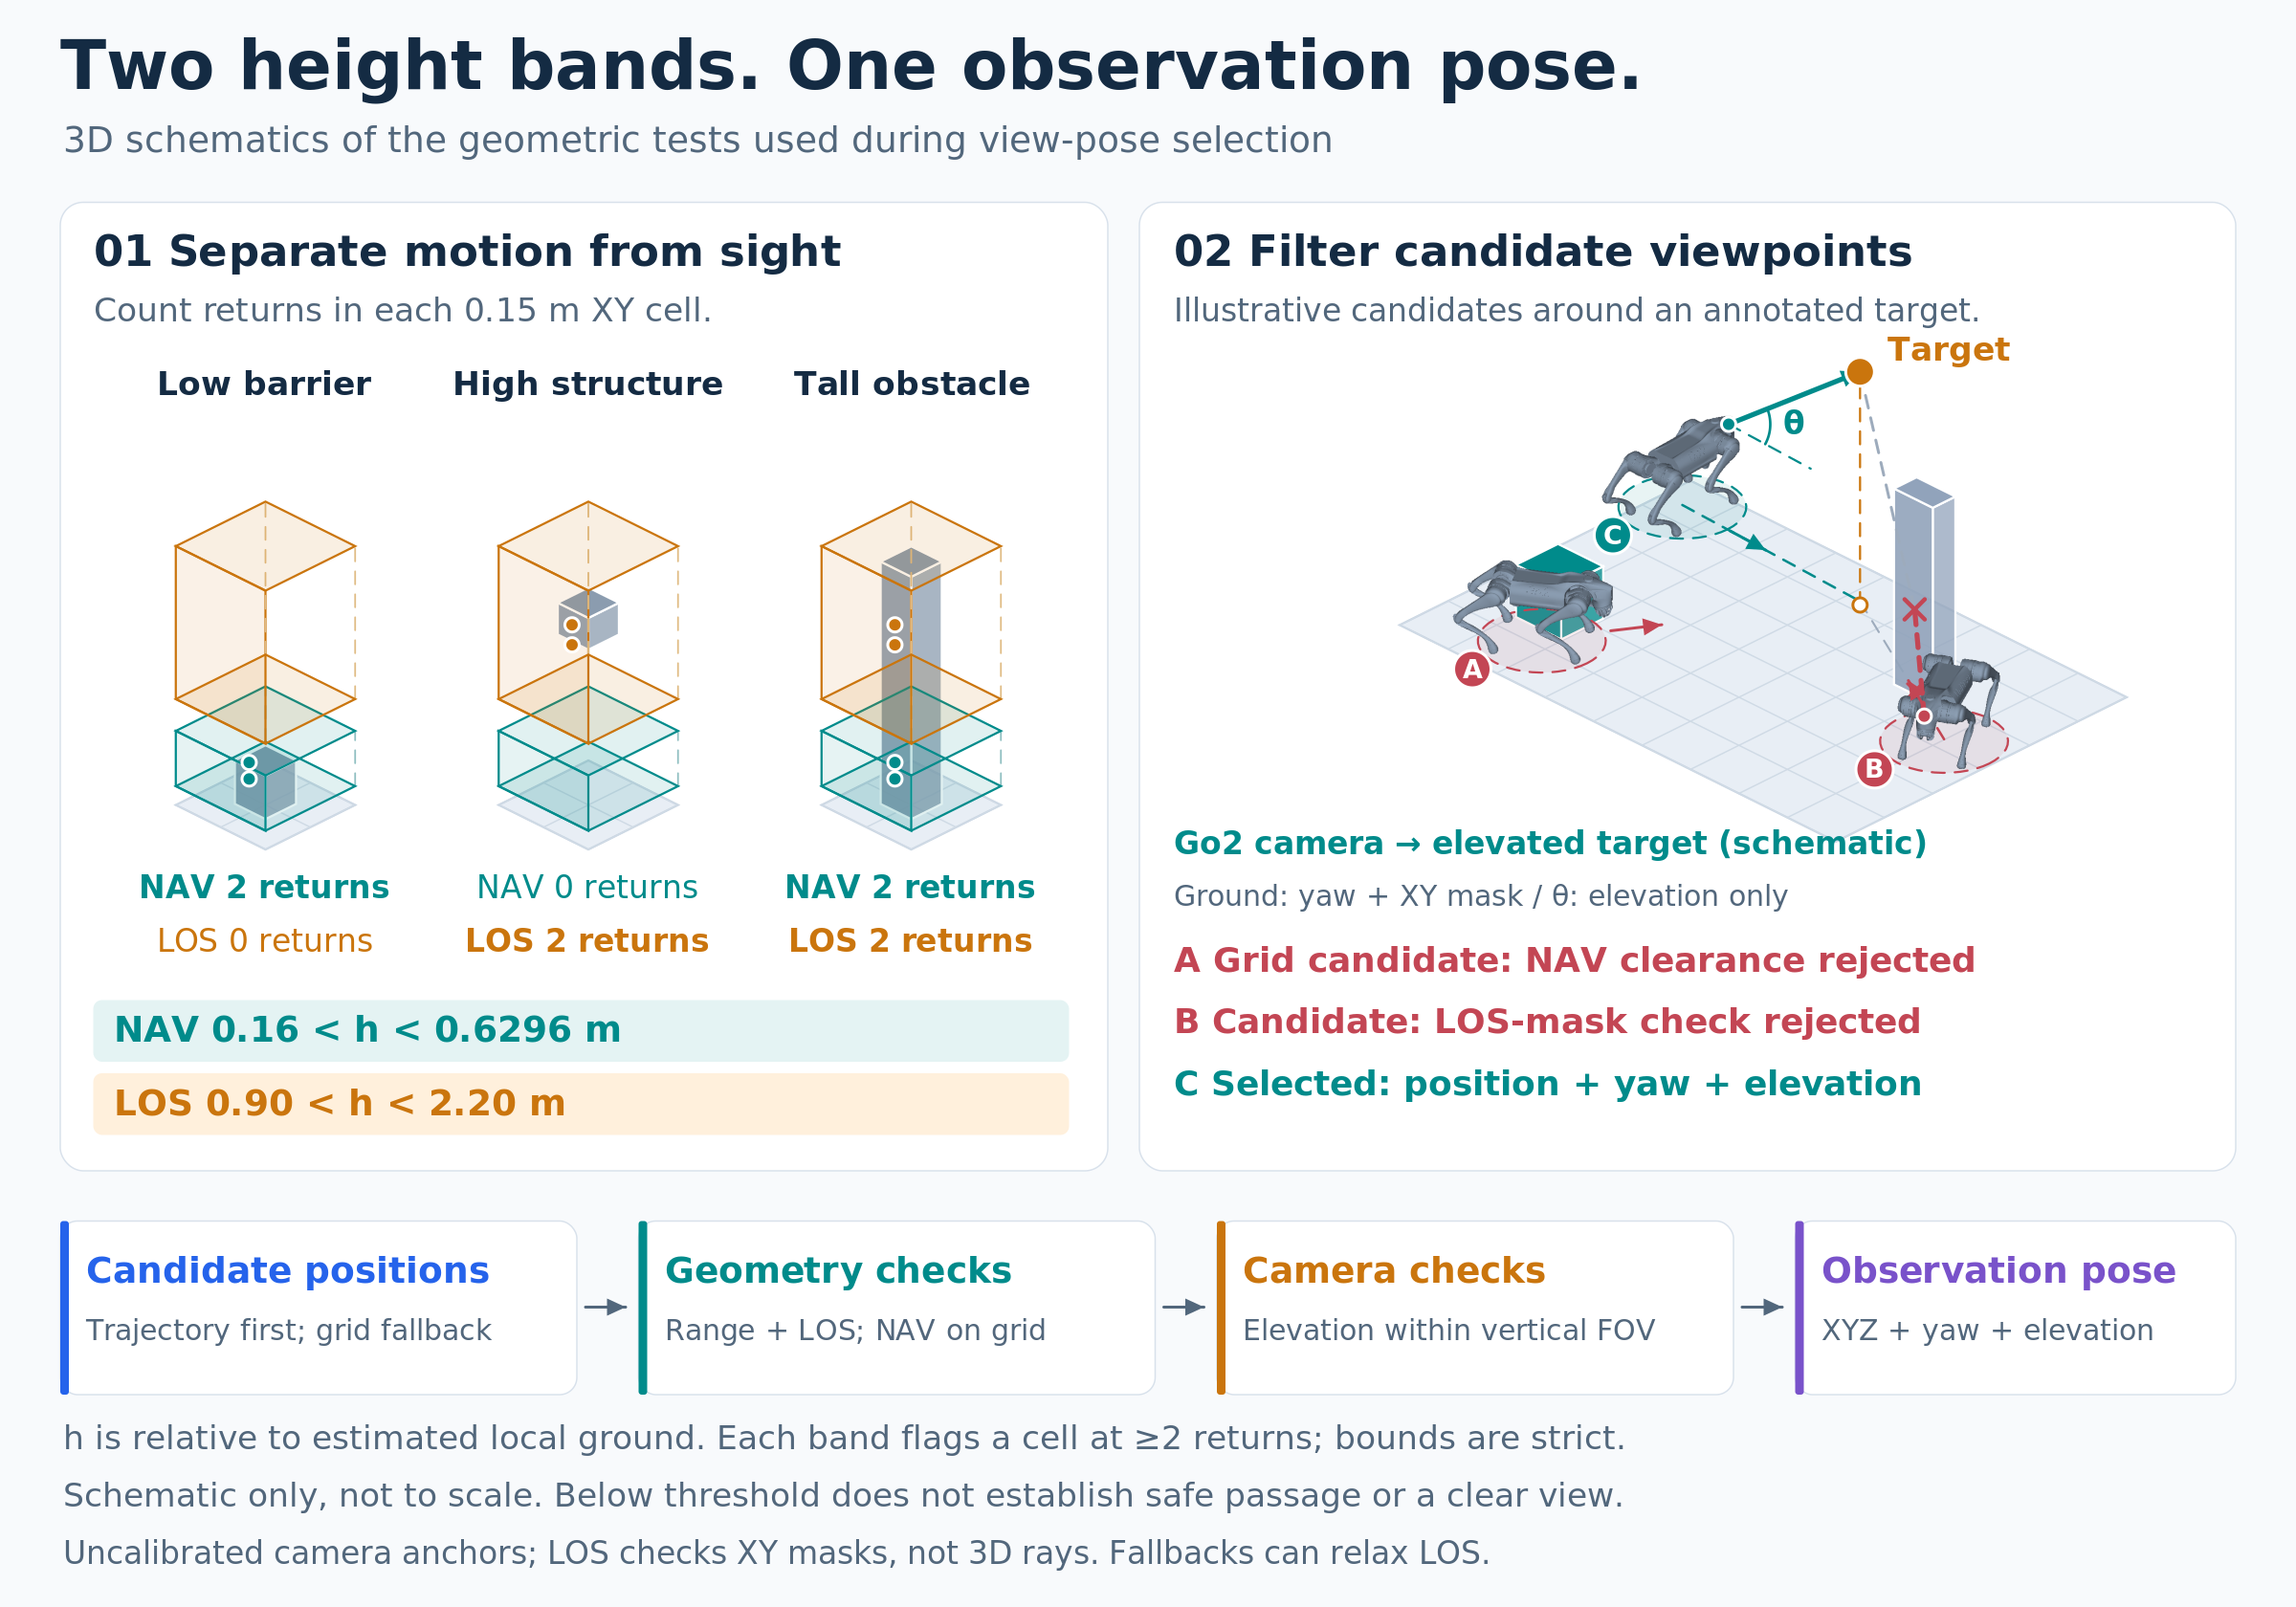 Two height bands. One observation pose.
3D schematics of the geometric tests used during view-pose selection
01 Separate motion from sight
Count returns in each 0.15 m XY cell.
Low barrier
High structure
Tall obstacle
NAV 2 returns
NAV 0 returns
NAV 2 returns
LOS 0 returns
LOS 2 returns
LOS 2 returns
NAV 0.16 < h < 0.6296 m
LOS 0.90 < h < 2.20 m
02 Filter candidate viewpoints
Illustrative candidates around an annotated target.
Target
θ
C
A
B
Go2 camera → elevated target (schematic)
Ground: yaw + XY mask / θ: elevation only
A Grid candidate: NAV clearance rejected
B Candidate: LOS-mask check rejected
C Selected: position + yaw + elevation
Candidate positions
Trajectory first; grid fallback
Geometry checks
Range + LOS; NAV on grid
Camera checks
Elevation within vertical FOV
Observation pose
XYZ + yaw + elevation
h is relative to estimated local ground. Each band flags a cell at ≥2 returns; bounds are strict.
Schematic only, not to scale. Below threshold does not establish safe passage or a clear view.
Uncalibrated camera anchors; LOS checks XY masks, not 3D rays. Fallbacks can relax LOS.